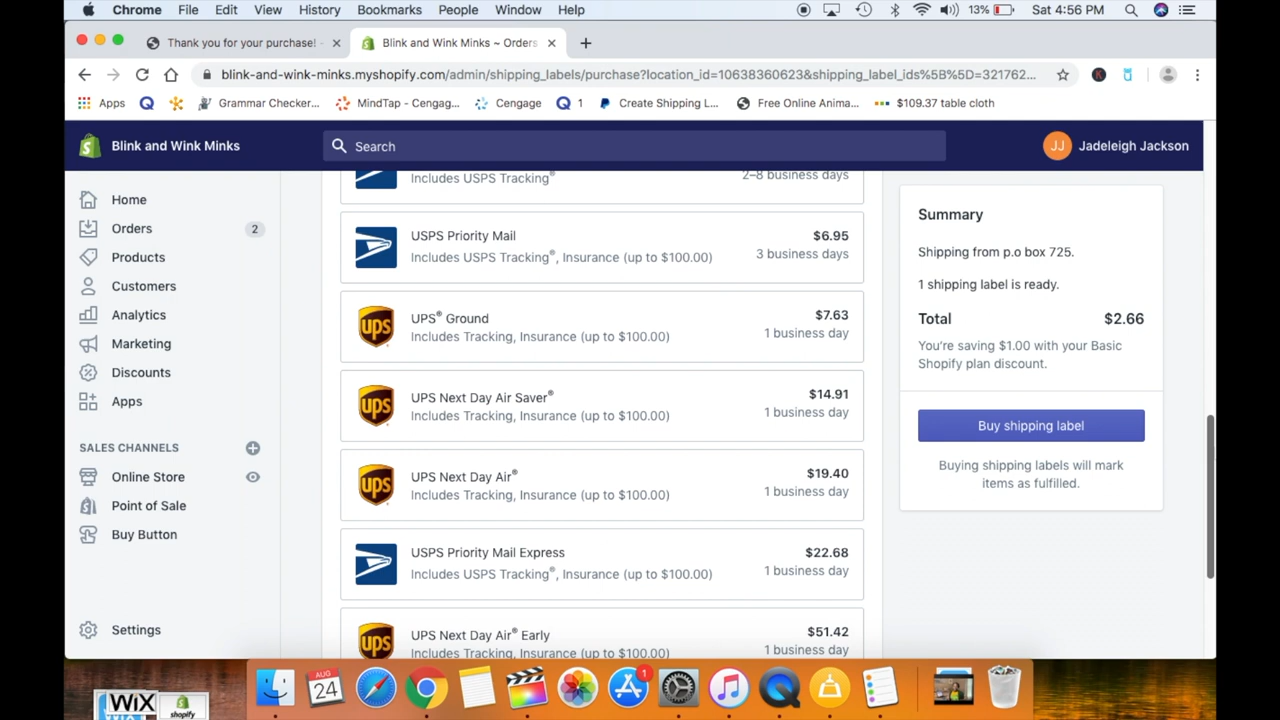 Chrome File Edit View History Bookmarks People Window Help 13% Sat 4:56 PM
Thank you for your purchase! - Blink and Wink Minks ~ Orders
blink-and-wink-minks.myshopify.com/admin/shipping_labels/purchase?location_id=10638360623&shipping_label_ids%5B%5D=321762...
Apps Grammar Checker... MindTap - Cengag... Cengage 1 Create Shipping L... Free Online Anima... $109.37 table cloth
Blink and Wink Minks Search JJ Jadeleigh Jackson
Home
Orders 2
Products
Customers
Analytics
Marketing
Discounts
Apps
SALES CHANNELS
Online Store
Point of Sale
Buy Button
Settings
Includes USPS Tracking® 2–8 business days
USPS Priority Mail $6.95
Includes USPS Tracking®, Insurance (up to $100.00) 3 business days
ups UPS® Ground $7.63
Includes Tracking, Insurance (up to $100.00) 1 business day
ups UPS Next Day Air Saver® $14.91
Includes Tracking, Insurance (up to $100.00) 1 business day
ups UPS Next Day Air® $19.40
Includes Tracking, Insurance (up to $100.00) 1 business day
USPS Priority Mail Express $22.68
Includes USPS Tracking®, Insurance (up to $100.00) 1 business day
ups UPS Next Day Air® Early $51.42
Includes Tracking, Insurance (up to $100.00) 1 business day
Summary
Shipping from p.o box 725.
1 shipping label is ready.
Total $2.66
You're saving $1.00 with your Basic
Shopify plan discount.
Buy shipping label
Buying shipping labels will mark
items as fulfilled.
AUG
24
1
WiX
shopify